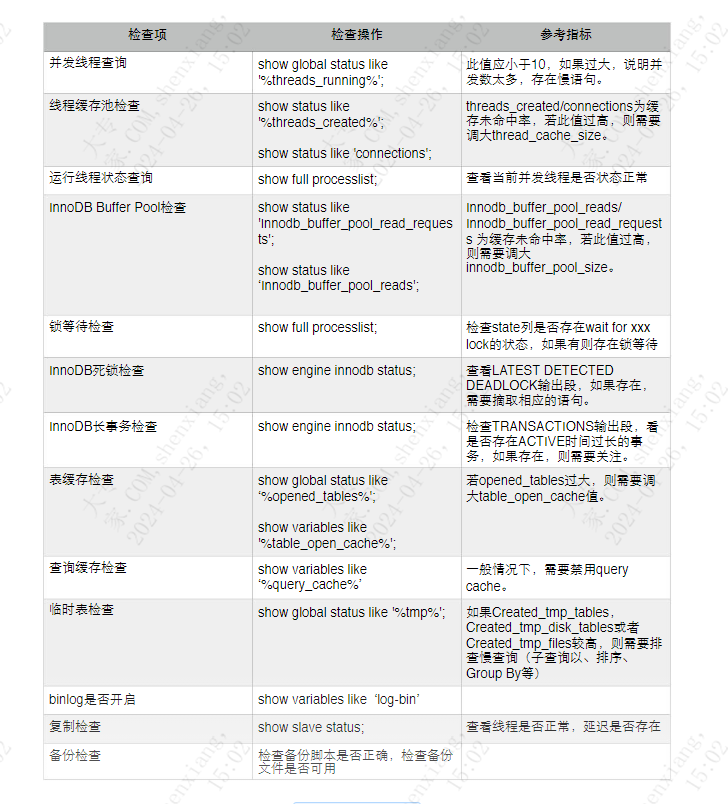 检查项 检查操作 参考指标
并发线程查询 show global status like 此值应小于10，如果过大，说明并
'%threads_running%'; 发数太多，存在慢语句。
线程缓存池检查 show status like threads_created/connections为缓
'%threads_created%'; 存未命中率，若此值过高，则需要
调大thread_cache_size。
show status like 'connections';
运行线程状态查询 show full processlist; 查看当前并发线程是否状态正常
InnoDB Buffer Pool检查 show status like Innodb_buffer_pool_reads/
'Innodb_buffer_pool_read_reques Innodb_buffer_pool_read_request
ts'; s 为缓存未命中率，若此值过高，
则需要调大
show status like innodb_buffer_pool_size。
‘Innodb_buffer_pool_reads';
锁等待检查 show full processlist; 检查state列是否存在wait for xxx
lock的状态，如果有则存在锁等待
InnoDB死锁检查 show engine innodb status; 查看LATEST DETECTED
DEADLOCK输出段，如果存在，
需要摘取相应的语句。
InnoDB长事务检查 show engine innodb status; 检查TRANSACTIONS输出段，看
是否存在ACTIVE时间过长的事
务，如果存在，则需要关注。
表缓存检查 show global status like 若opened_tables过大，则需要调
‘%opened_tables%'; 大table_open_cache值。
show variables like
'%table_open_cache%';
查询缓存检查 show variables like 一般情况下，需要禁用query
‘%query_cache%’ cache。
临时表检查 show global status like '%tmp%'; 如果Created_tmp_tables，
Created_tmp_disk_tables或者
Created_tmp_files较高，则需要排
查慢查询（子查询以、排序、
Group By等）
binlog是否开启 show variables like ‘log-bin’
复制检查 show slave status; 查看线程是否正常，延迟是否存在
备份检查 检查备份脚本是否正确，检查备份
文件是否可用